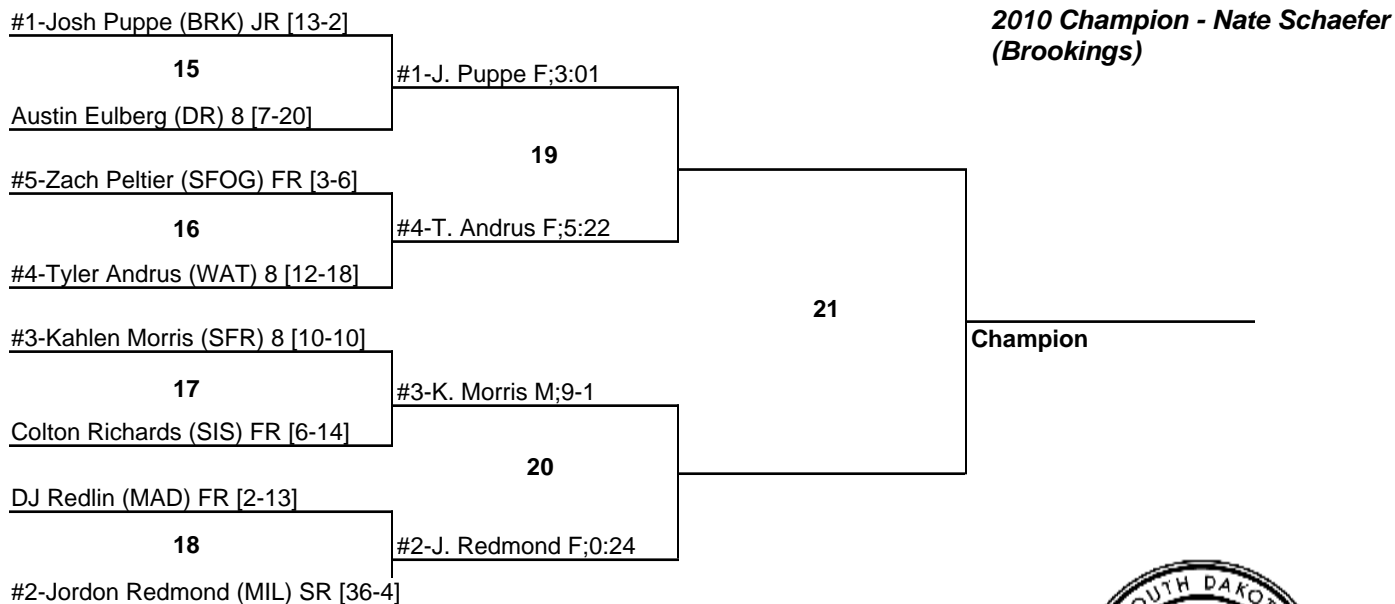 #1-Josh Puppe (BRK) JR [13-2]
2010 Champion - Nate Schaefer
(Brookings)
15
#1-J. Puppe F;3:01
Austin Eulberg (DR) 8 [7-20]
19
#5-Zach Peltier (SFOG) FR [3-6]
16
#4-T. Andrus F;5:22
#4-Tyler Andrus (WAT) 8 [12-18]
21
#3-Kahlen Morris (SFR) 8 [10-10]
Champion
17
#3-K. Morris M;9-1
Colton Richards (SIS) FR [6-14]
20
DJ Redlin (MAD) FR [2-13]
18
#2-J. Redmond F;0:24
#2-Jordon Redmond (MIL) SR [36-4]